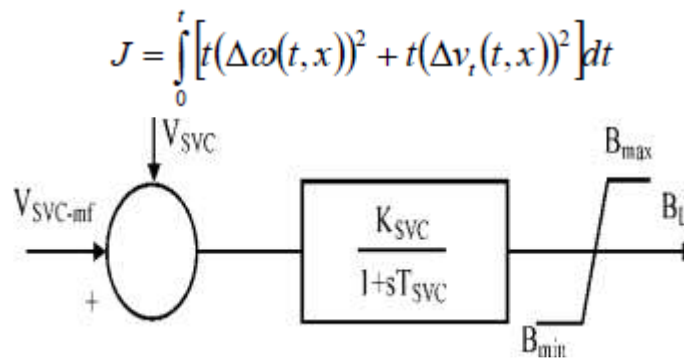 J = ∫₀ᵗ [t(Δω(t,x))² + t(Δvₜ(t,x))²]dt
V_SVC
B_max
V_SVC-mf
K_SVC
B_L
+
1+sT_SVC
B_min